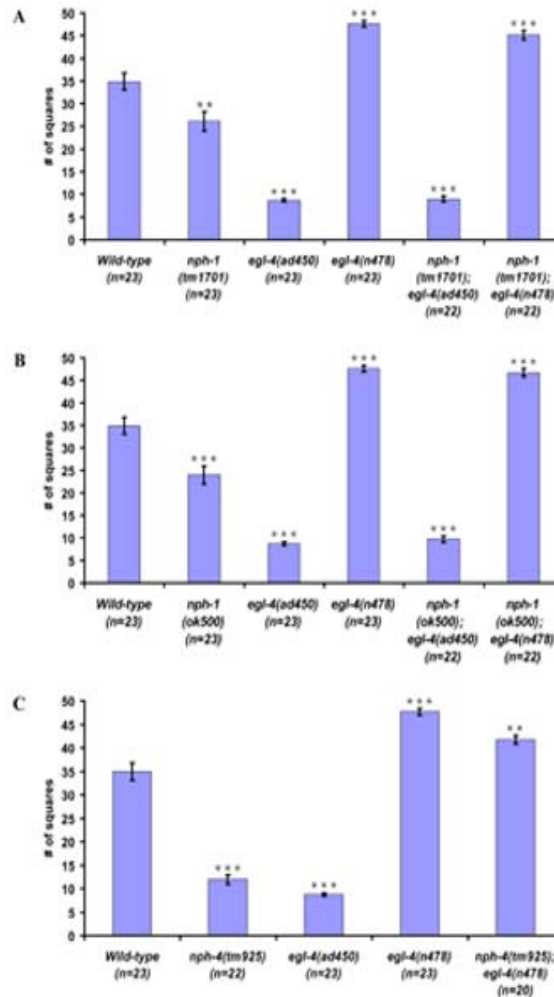 A
# of squares
50
45
40
35
30
25
20
15
10
5
0
***
**
***
***
***
Wild-type
(n=23)
nph-1
(tm1701)
(n=23)
egl-4(ad450)
(n=23)
egl-4(n478)
(n=23)
nph-1
(tm1701);
egl-4(ad450)
(n=22)
nph-1
(tm1701);
egl-4(n478)
(n=22)
B
# of squares
50
45
40
35
30
25
20
15
10
5
0
***
***
***
***
***
Wild-type
(n=23)
nph-1
(ok500)
(n=23)
egl-4(ad450)
(n=23)
egl-4(n478)
(n=23)
nph-1
(ok500);
egl-4(ad450)
(n=22)
nph-1
(ok500);
egl-4(n478)
(n=22)
C
# of squares
50
45
40
35
30
25
20
15
10
5
0
***
***
***
**
Wild-type
(n=23)
nph-4(tm925)
(n=22)
egl-4(ad450)
(n=23)
egl-4(n478)
(n=23)
nph-4(tm925);
egl-4(n478)
(n=20)